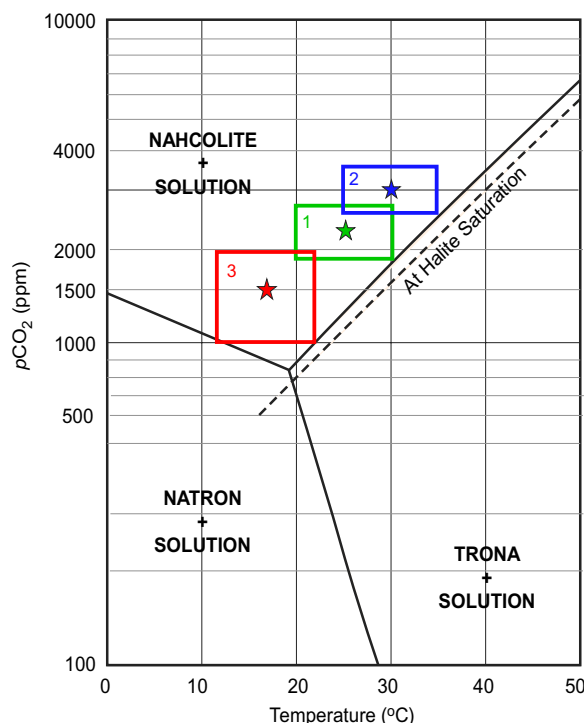 10000
4000
2000
1500
1000
500
100
pCO₂ (ppm)
NAHCOLITE
+
SOLUTION
2
1
3
At Halite Saturation
NATRON
+
SOLUTION
TRONA
+
SOLUTION
0
10
20
30
40
50
Temperature (ºC)